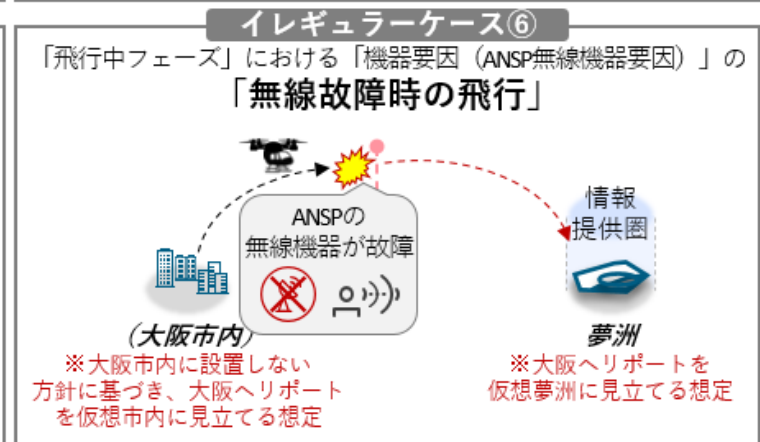 イレギュラーケース⑥
「飛行中フェーズ」における「機器要因（ANSP無線機器要因）」の
「無線故障時の飛行」
ANSPの
無線機器が故障
情報
提供圏
（大阪市内）
※大阪市内に設置しない
方針に基づき、大阪ヘリポート
を仮想市内に見立てる想定
夢洲
※大阪ヘリポートを
仮想夢洲に見立てる想定